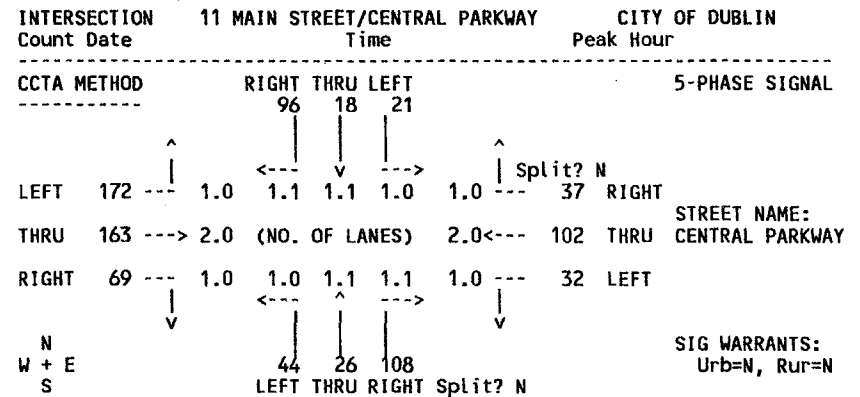 INTERSECTION 11 MAIN STREET/CENTRAL PARKWAY CITY OF DUBLIN
Count Date Time Peak Hour
CCTA METHOD RIGHT THRU LEFT 5-PHASE SIGNAL
96 18 21
^ ^
<--- v ---> Split? N
LEFT 172 --- 1.0 1.1 1.1 1.0 1.0 --- 37 RIGHT
STREET NAME:
THRU 163 ---> 2.0 (NO. OF LANES) 2.0<--- 102 THRU CENTRAL PARKWAY
RIGHT 69 --- 1.0 1.0 1.1 1.1 1.0 --- 32 LEFT
<--- ^ --->
v v
N SIG WARRANTS:
W + E 44 26 108 Urb=N, Rur=N
S LEFT THRU RIGHT Split? N